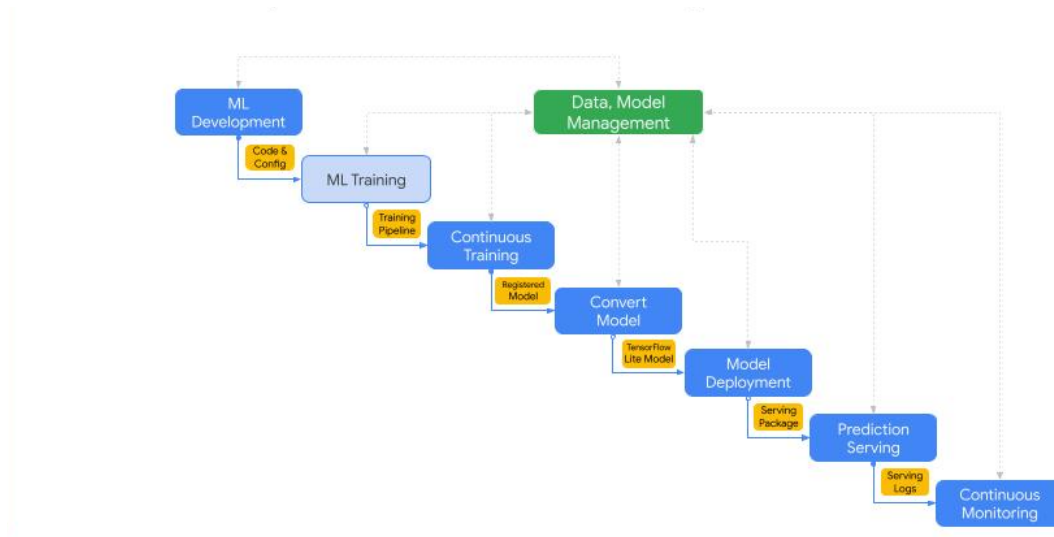 ML
Development
Data, Model
Management
Code &
Config
ML Training
Training
Pipeline
Continuous
Training
Registered
Model
Convert
Model
TensorFlow
Lite Model
Model
Deployment
Serving
Package
Prediction
Serving
Serving
Logs
Continuous
Monitoring